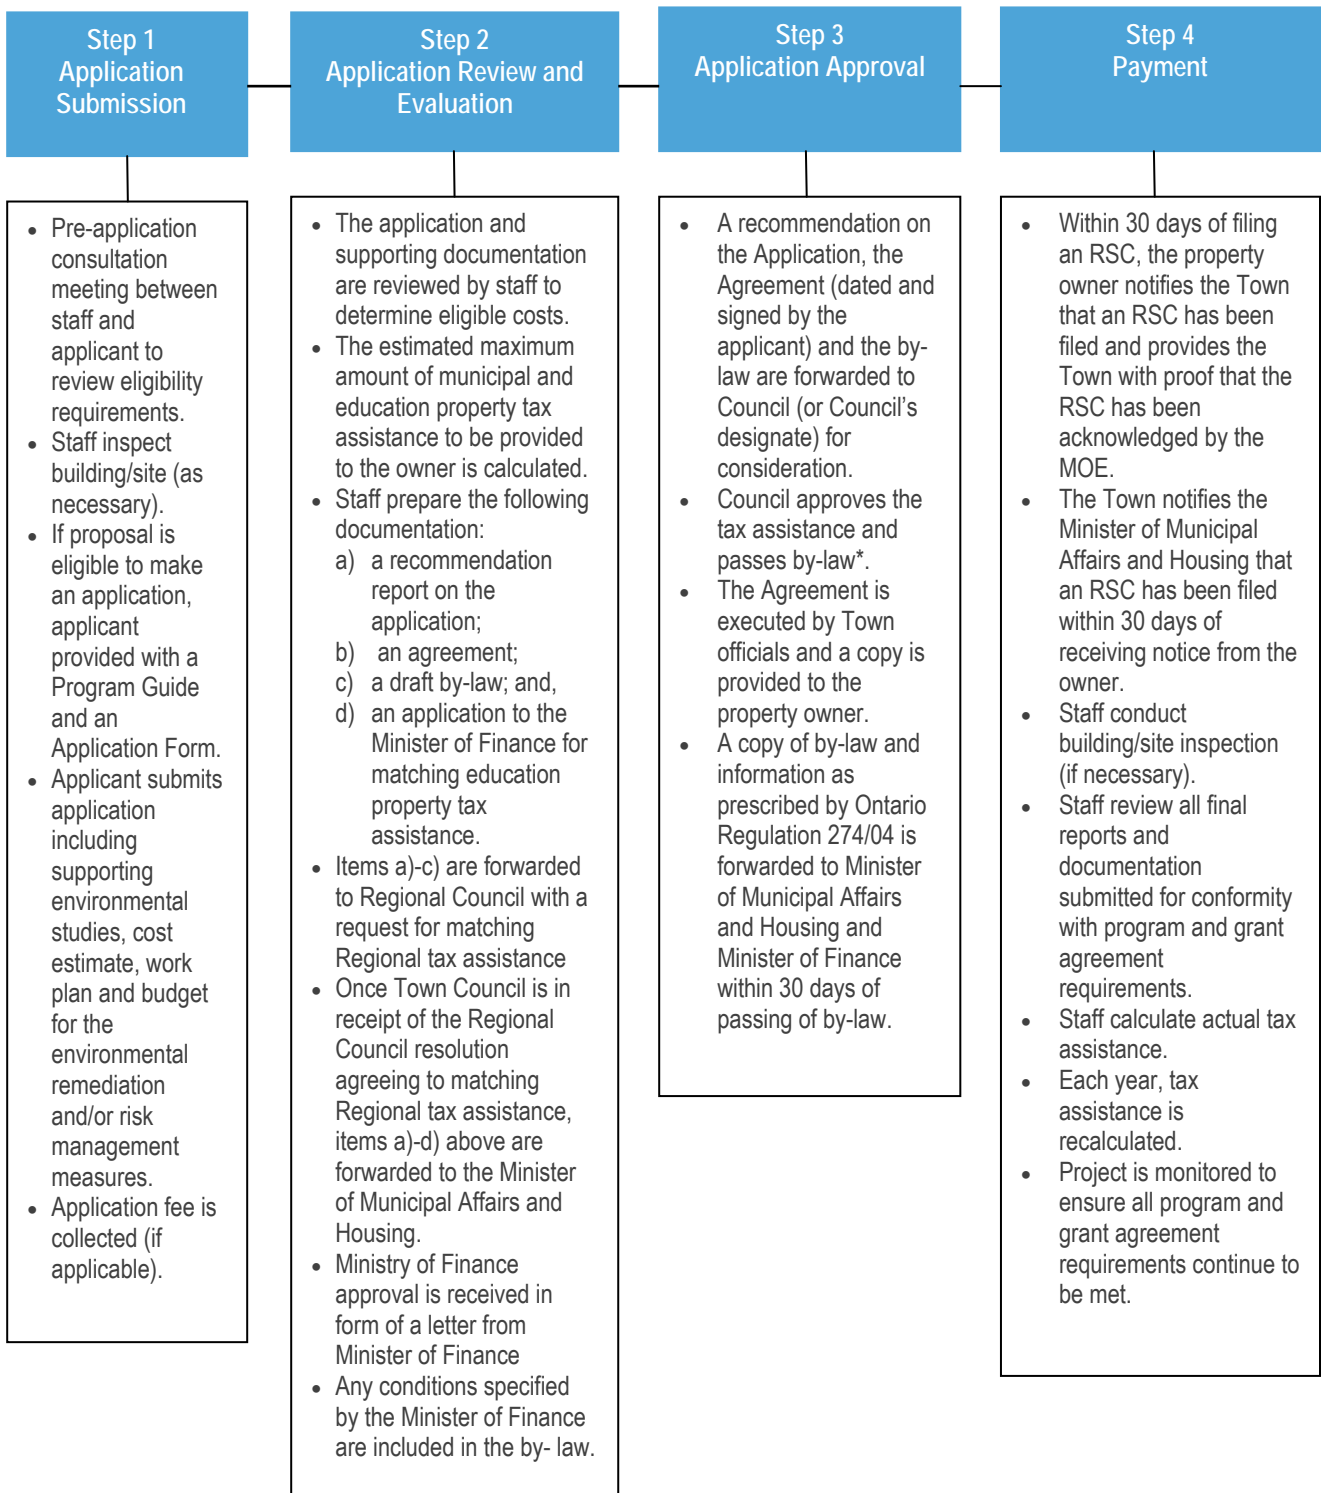 Step 1
Application
Submission
Step 2
Application Review and
Evaluation
Step 3
Application Approval
Step 4
Payment
• Pre-application
consultation
meeting between
staff and
applicant to
review eligibility
requirements.
• Staff inspect
building/site (as
necessary).
• If proposal is
eligible to make
an application,
applicant
provided with a
Program Guide
and an
Application Form.
• Applicant submits
application
including
supporting
environmental
studies, cost
estimate, work
plan and budget
for the
environmental
remediation
and/or risk
management
measures.
• Application fee is
collected (if
applicable).
• The application and
supporting documentation
are reviewed by staff to
determine eligible costs.
• The estimated maximum
amount of municipal and
education property tax
assistance to be provided
to the owner is calculated.
• Staff prepare the following
documentation:
a) a recommendation
report on the
application;
b) an agreement;
c) a draft by-law; and,
d) an application to the
Minister of Finance for
matching education
property tax
assistance.
• Items a)-c) are forwarded
to Regional Council with a
request for matching
Regional tax assistance
• Once Town Council is in
receipt of the Regional
Council resolution
agreeing to matching
Regional tax assistance,
items a)-d) above are
forwarded to the Minister
of Municipal Affairs and
Housing.
• Ministry of Finance
approval is received in
form of a letter from
Minister of Finance
• Any conditions specified
by the Minister of Finance
are included in the by- law.
• A recommendation on
the Application, the
Agreement (dated and
signed by the
applicant) and the by-
law are forwarded to
Council (or Council's
designate) for
consideration.
• Council approves the
tax assistance and
passes by-law*.
• The Agreement is
executed by Town
officials and a copy is
provided to the
property owner.
• A copy of by-law and
information as
prescribed by Ontario
Regulation 274/04 is
forwarded to Minister
of Municipal Affairs
and Housing and
Minister of Finance
within 30 days of
passing of by-law.
• Within 30 days of filing
an RSC, the property
owner notifies the Town
that an RSC has been
filed and provides the
Town with proof that the
RSC has been
acknowledged by the
MOE.
• The Town notifies the
Minister of Municipal
Affairs and Housing that
an RSC has been filed
within 30 days of
receiving notice from the
owner.
• Staff conduct
building/site inspection
(if necessary).
• Staff review all final
reports and
documentation
submitted for conformity
with program and grant
agreement
requirements.
• Staff calculate actual tax
assistance.
• Each year, tax
assistance is
recalculated.
• Project is monitored to
ensure all program and
grant agreement
requirements continue to
be met.